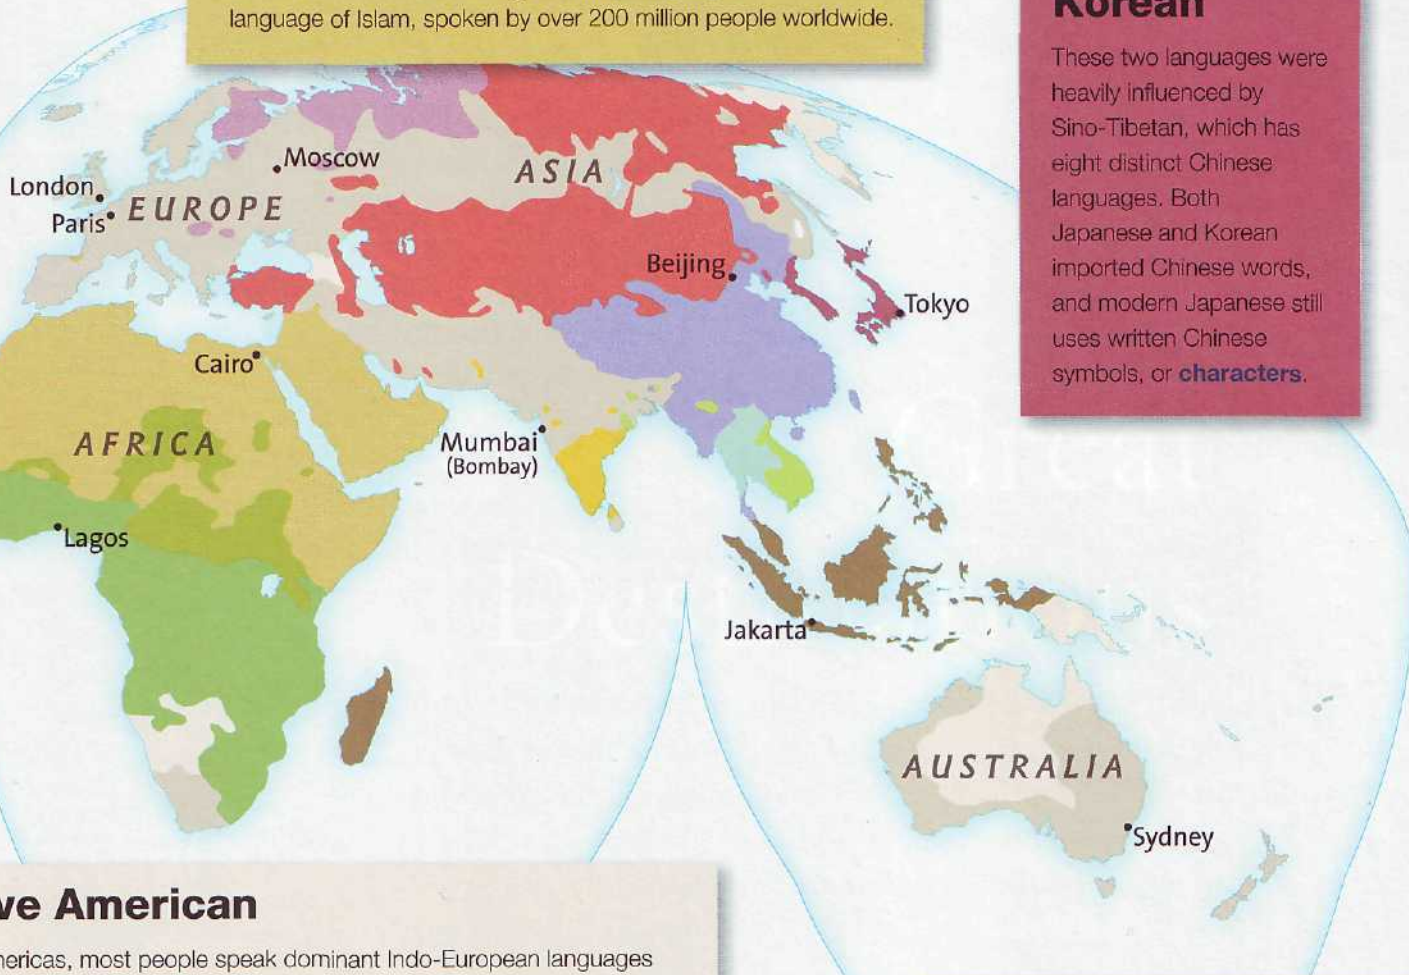 language of Islam, spoken by over 200 million people worldwide.
Korean
These two languages were
heavily influenced by
Sino-Tibetan, which has
eight distinct Chinese
languages. Both
Japanese and Korean
imported Chinese words,
and modern Japanese still
uses written Chinese
symbols, or characters.
Moscow
ASIA
London
EUROPE
Paris
Beijing
Tokyo
Cairo
AFRICA
Mumbai
(Bombay)
Lagos
Jakarta
AUSTRALIA
Sydney
ve American
mericas, most people speak dominant Indo-European languages